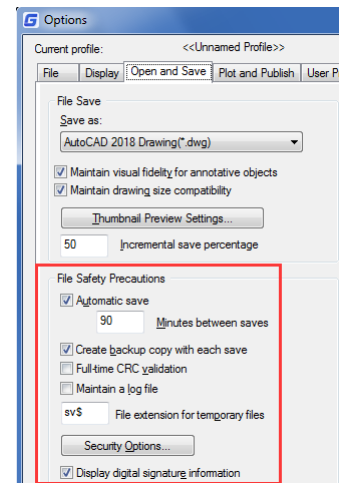 Options
Current profile: <<Unnamed Profile>>
File Display Open and Save Plot and Publish User P
File Save
Save as:
AutoCAD 2018 Drawing(*.dwg)
Maintain visual fidelity for annotative objects
Maintain drawing size compatibility
Thumbnail Preview Settings...
50 Incremental save percentage
File Safety Precautions
Automatic save
90 Minutes between saves
Create backup copy with each save
Full-time CRC validation
Maintain a log file
sv$ File extension for temporary files
Security Options...
Display digital signature information